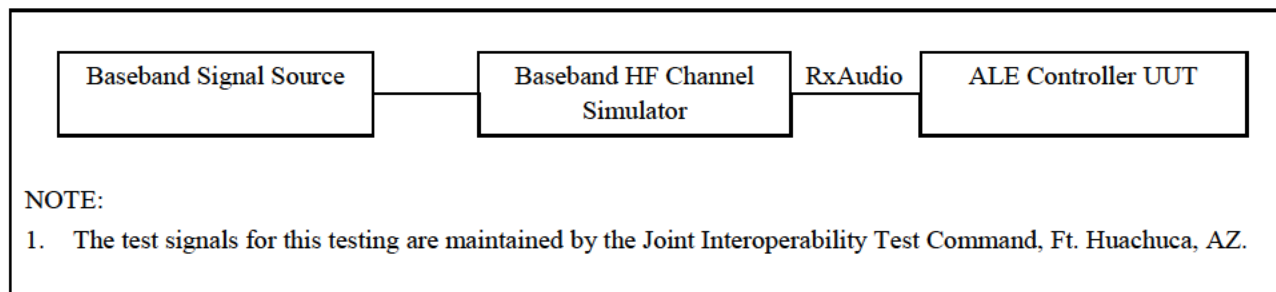 Baseband Signal Source
Baseband HF Channel
Simulator
RxAudio
ALE Controller UUT
NOTE:
1. The test signals for this testing are maintained by the Joint Interoperability Test Command, Ft. Huachuca, AZ.